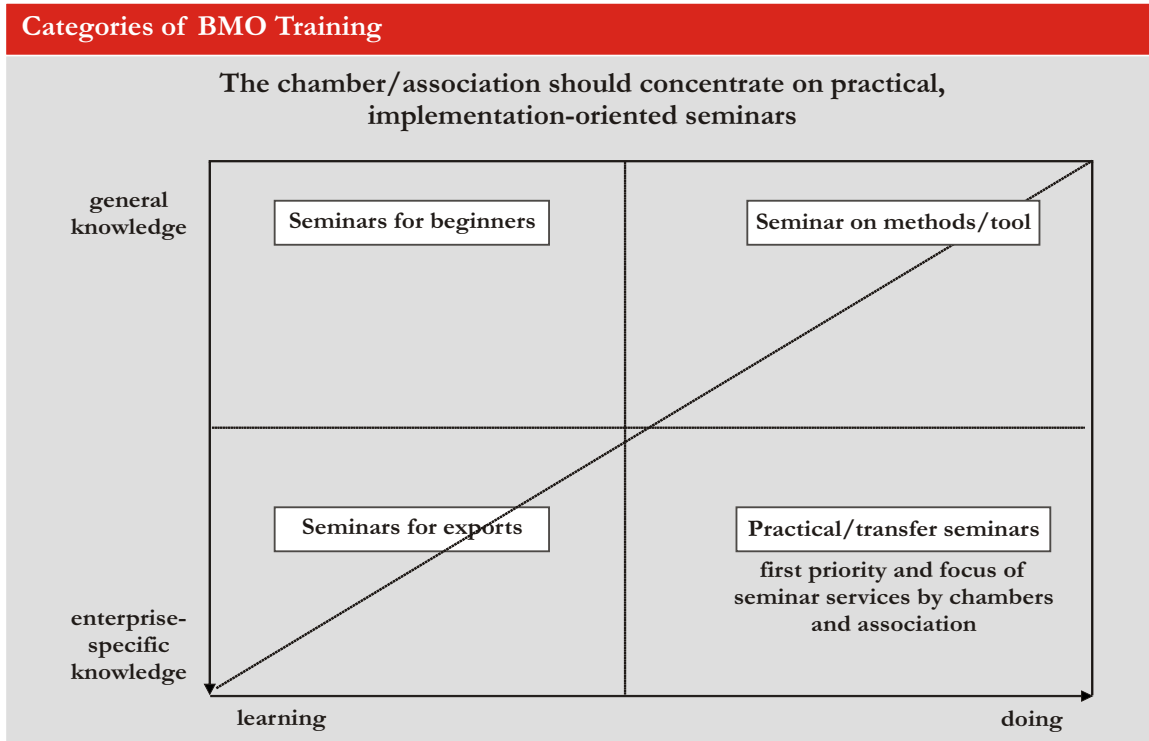 Categories of BMO Training
The chamber/association should concentrate on practical,
implementation-oriented seminars
general
knowledge
Seminars for beginners
Seminar on methods/tool
Seminars for exports
Practical/transfer seminars
first priority and focus of
seminar services by chambers
and association
enterprise-
specific
knowledge
learning
doing